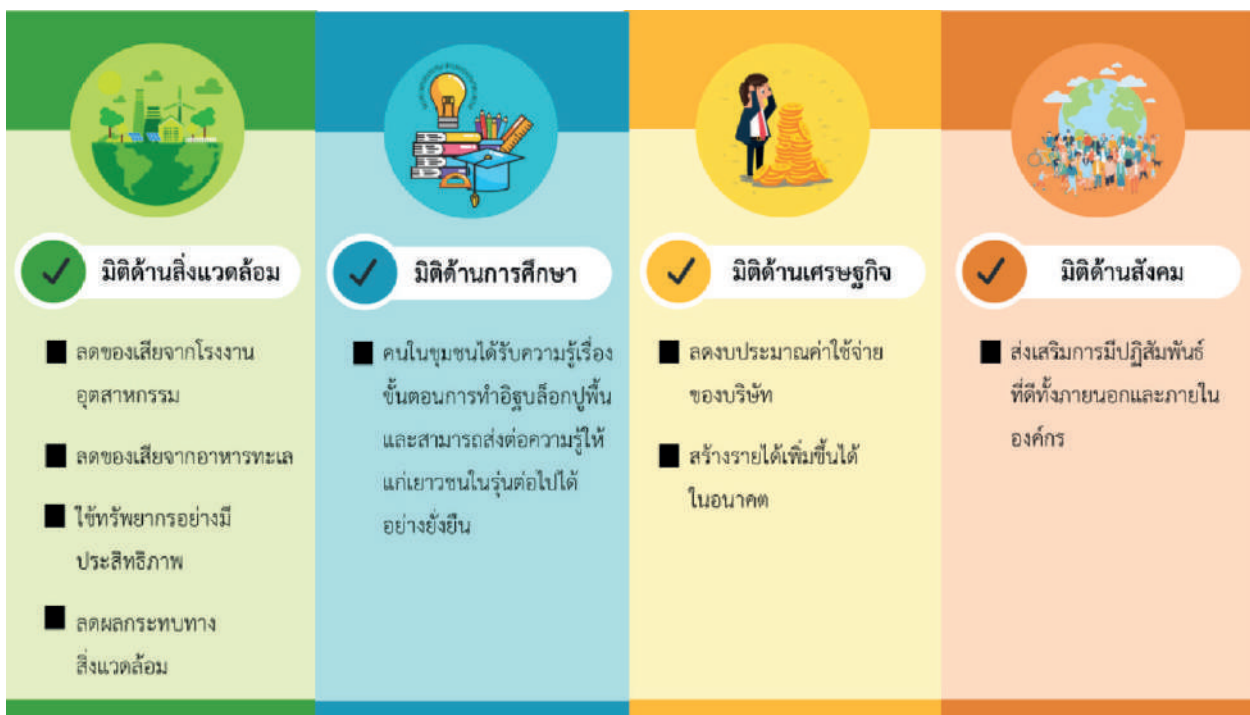 มิติด้านสิ่งแวดล้อม
ลดของเสียจากโรงงาน
อุตสาหกรรม
ลดของเสียจากอาหารทะเล
ใช้ทรัพยากรอย่างมี
ประสิทธิภาพ
ลดผลกระทบทาง
สิ่งแวดล้อม
มิติด้านการศึกษา
คนในชุมชนได้รับความรู้เรื่อง
ขั้นตอนการทำอิฐบล็อกปูพื้น
และสามารถส่งต่อความรู้ให้
แก่เยาวชนในรุ่นต่อไปได้
อย่างยั่งยืน
มิติด้านเศรษฐกิจ
ลดงบประมาณค่าใช้จ่าย
ของบริษัท
สร้างรายได้เพิ่มขึ้นได้
ในอนาคต
มิติด้านสังคม
ส่งเสริมการมีปฏิสัมพันธ์
ที่ดีทั้งภายนอกและภายใน
องค์กร